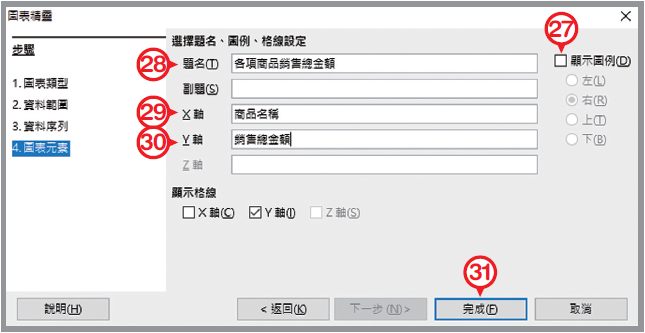 圖表精靈
步驟
1. 圖表類型
2. 資料範圍
3. 資料序列
4. 圖表元素
選擇題名、圖例、格線設定
27
28 題名(T) 各項商品銷售總金額
顯示圖例(D)
副題(S)
左(L)
29 X 軸 商品名稱
右(R)
30 Y 軸 銷售總金額
上(T)
下(B)
Z 軸
顯示格線
X 軸(C) Y 軸(I) Z 軸(S)
31
說明(H) < 返回(K) 下一步 (N) > 完成(F) 取消